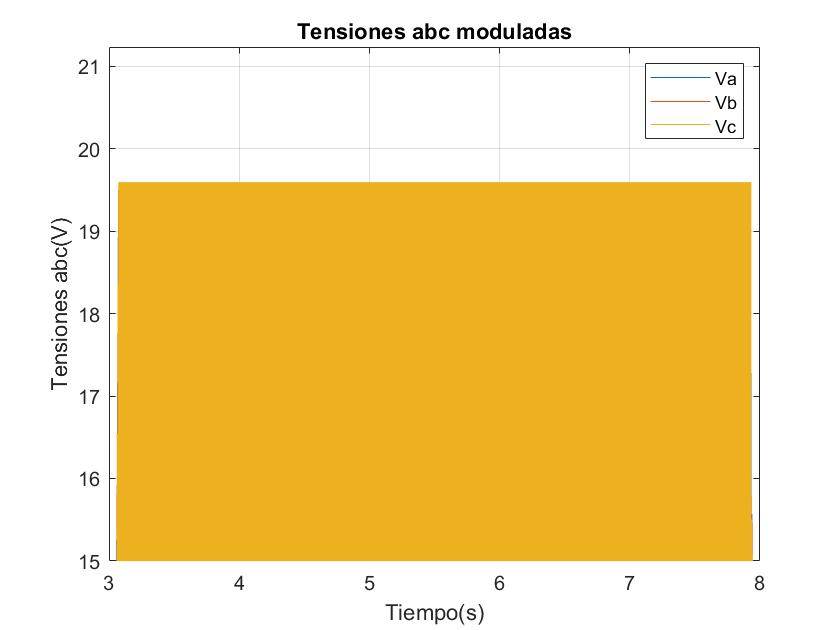 Tensiones abc moduladas
21
20
19
18
17
16
15
Tensiones abc(V)
Va
Vb
Vc
3 4 5 6 7 8
Tiempo(s)